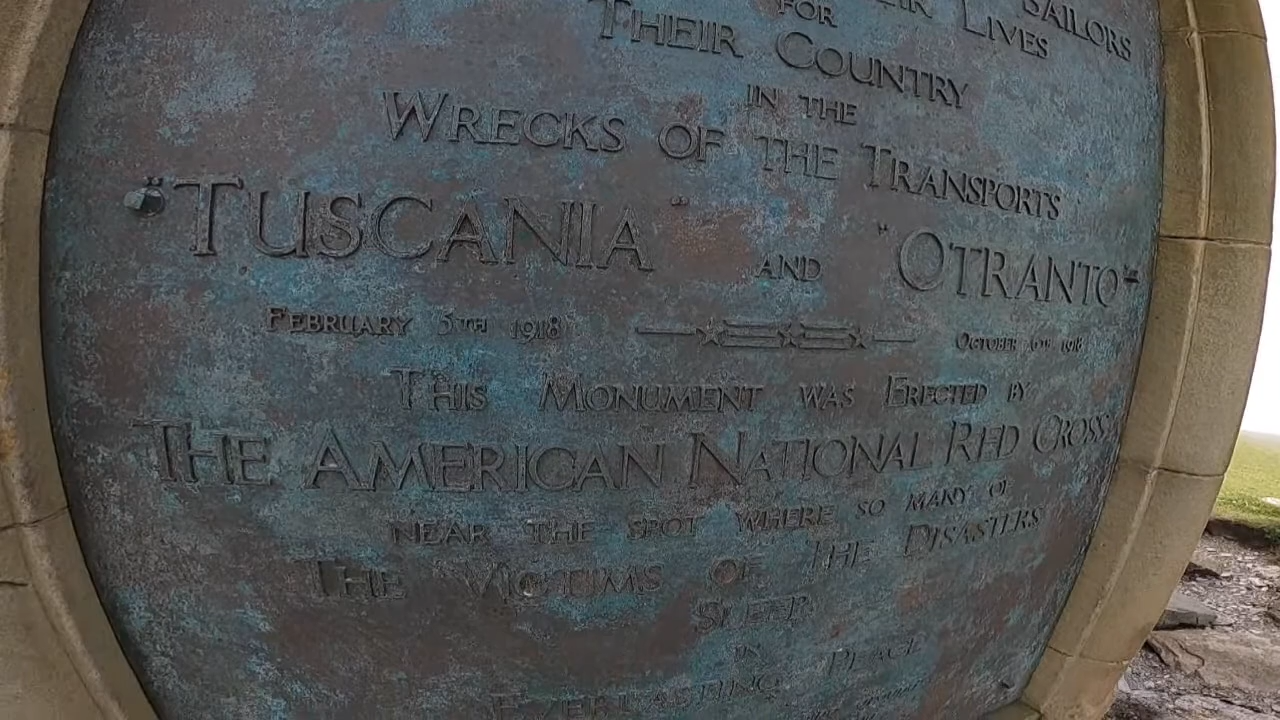 SAILORS
THEIR LIVES
FOR
THEIR COUNTRY
IN THE
WRECKS OF THE TRANSPORTS
"TUSCANIA" AND "OTRANTO"
FEBRUARY 5TH 1918 OCTOBER 6TH 1918
THIS MONUMENT WAS ERECTED BY
THE AMERICAN NATIONAL RED CROSS
NEAR THE SPOT WHERE SO MANY OF
THE VICTIMS OF THE DISASTERS
SLEEP
IN
EVERLASTING PEACE